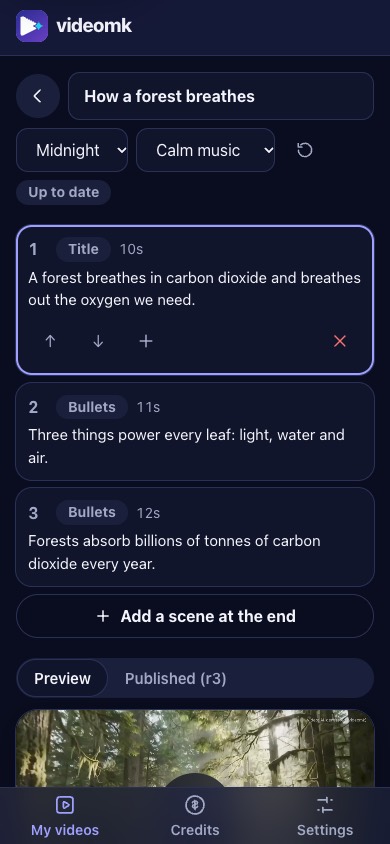 videomk
How a forest breathes
Midnight
Calm music
Up to date
1 Title 10s
A forest breathes in carbon dioxide and breathes
out the oxygen we need.
2 Bullets 11s
Three things power every leaf: light, water and
air.
3 Bullets 12s
Forests absorb billions of tonnes of carbon
dioxide every year.
+ Add a scene at the end
Preview
Published (r3)
My videos
Credits
Settings